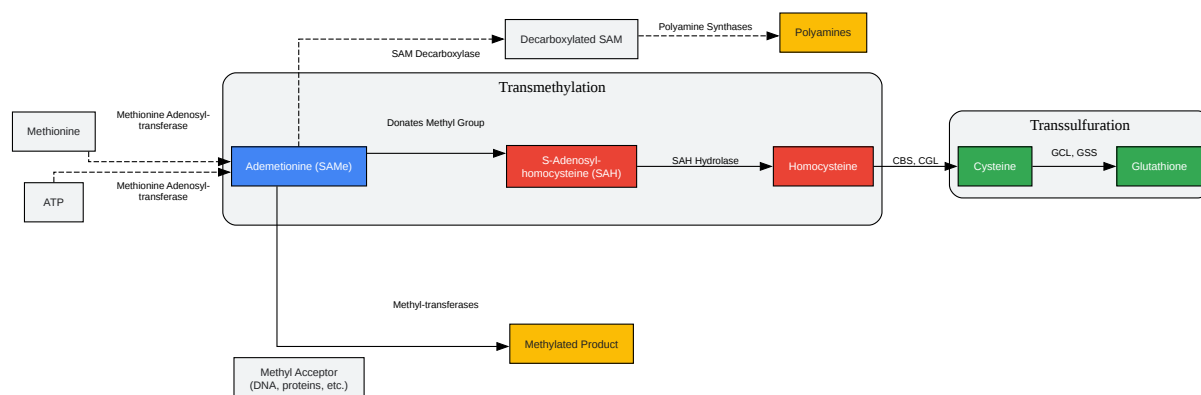 Decarboxylated SAM
Polyamine Synthases
Polyamines
SAM Decarboxylase
Transmethylation
Methionine
Methionine Adenosyl-
transferase
ATP
Methionine Adenosyl-
transferase
Ademetionine (SAMe)
Donates Methyl Group
S-Adenosyl-
homocysteine (SAH)
SAH Hydrolase
Homocysteine
CBS, CGL
Transsulfuration
Cysteine
GCL, GSS
Glutathione
Methyl-transferases
Methylated Product
Methyl Acceptor
(DNA, proteins, etc.)